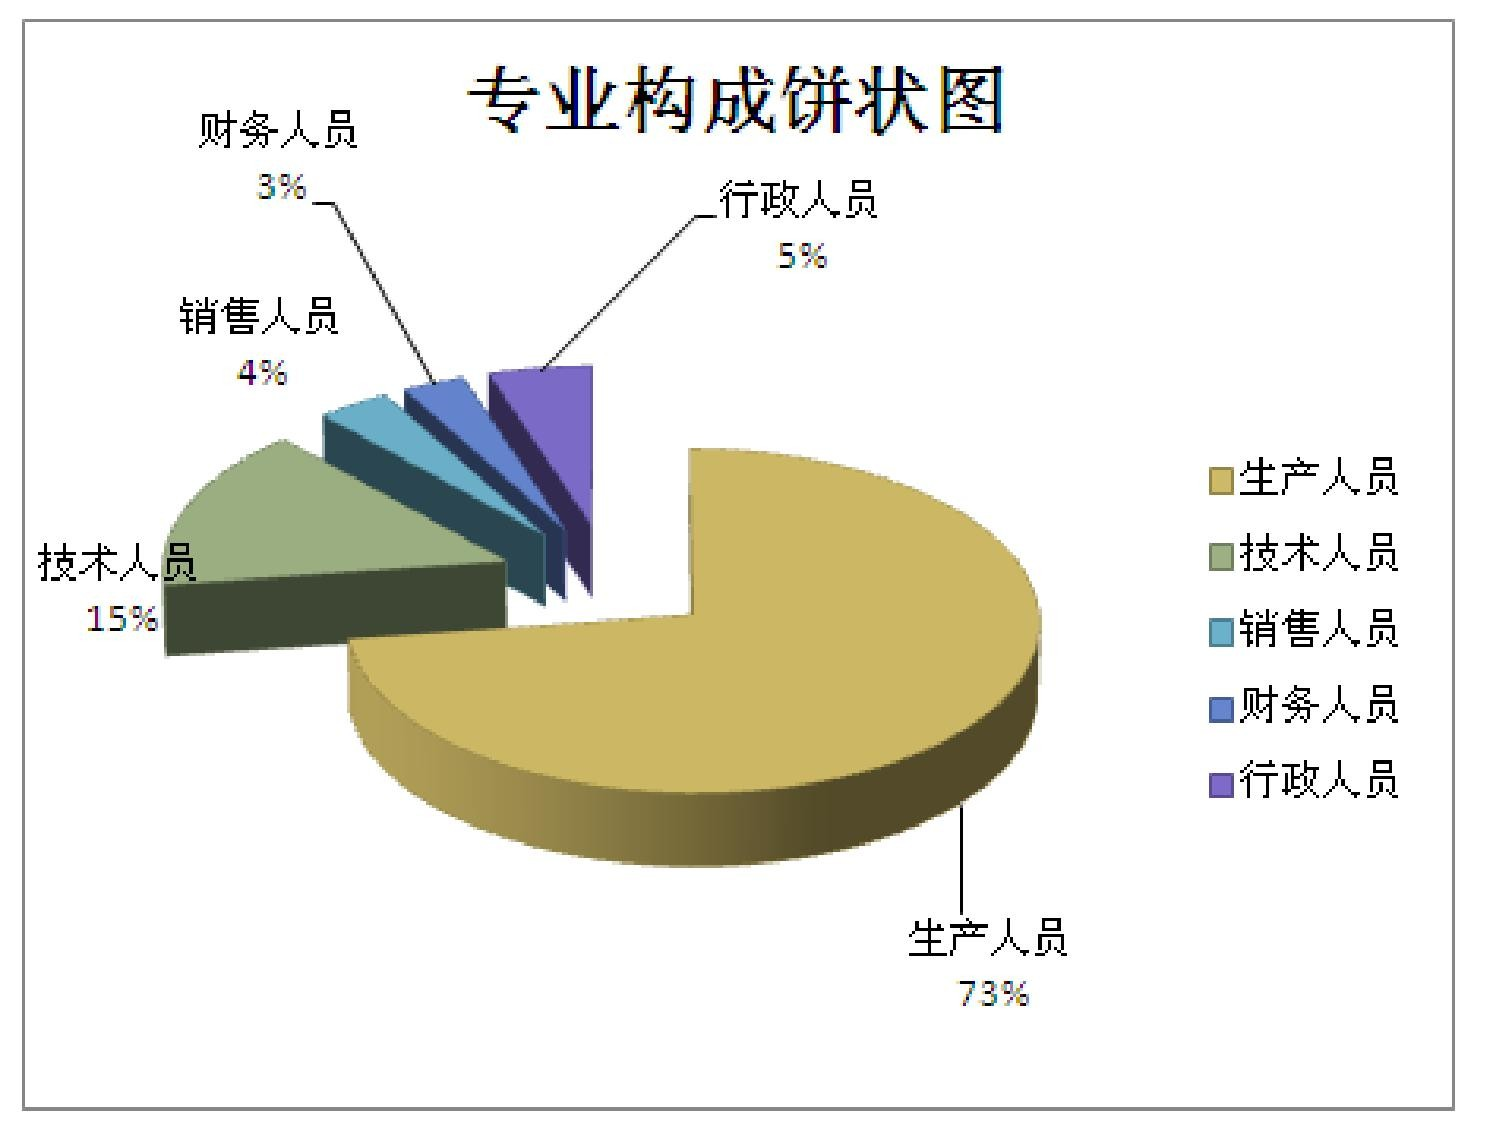 专业构成饼状图
财务人员
3%
行政人员
5%
销售人员
4%
技术人员
15%
生产人员
73%
生产人员
技术人员
销售人员
财务人员
行政人员